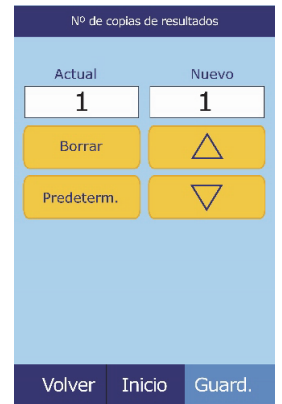 Nº de copias de resultados
Actual Nuevo
1 1
Borrar
Predeterm.
Volver Inicio Guard.